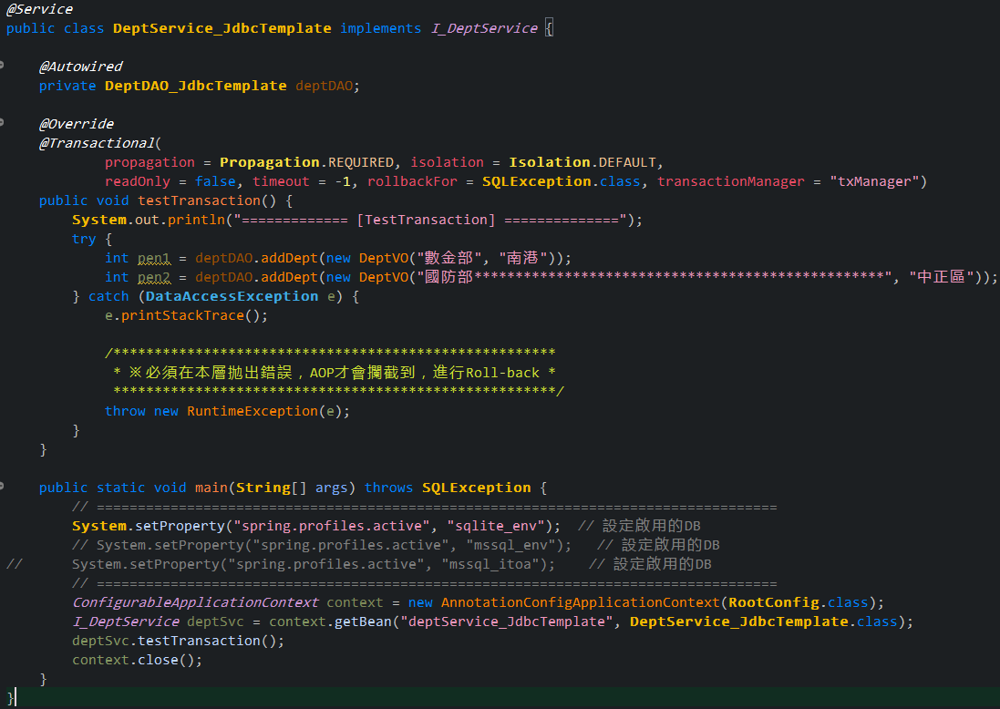 @Service
public class DeptService_JdbcTemplate implements I_DeptService {
@Autowired
private DeptDAO_JdbcTemplate deptDAO;
@Override
@Transactional(
propagation = Propagation.REQUIRED, isolation = Isolation.DEFAULT,
readOnly = false, timeout = -1, rollbackFor = SQLException.class, transactionManager = "txManager")
public void testTransaction() {
System.out.println("============= [TestTransaction] ==============");
try {
int pen1 = deptDAO.addDept(new DeptVO("數金部", "南港"));
int pen2 = deptDAO.addDept(new DeptVO("國防部**************************************************", "中正區"));
} catch (DataAccessException e) {
e.printStackTrace();
/******************************************************
* ※必須在本層拋出錯誤，AOP才會攔截到，進行Roll-back *
******************************************************/
throw new RuntimeException(e);
}
}
public static void main(String[] args) throws SQLException {
// ===================================================================================
System.setProperty("spring.profiles.active", "sqlite_env"); // 設定啟用的DB
// System.setProperty("spring.profiles.active", "mssql_env"); // 設定啟用的DB
// System.setProperty("spring.profiles.active", "mssql_itoa"); // 設定啟用的DB
// ===================================================================================
ConfigurableApplicationContext context = new AnnotationConfigApplicationContext(RootConfig.class);
I_DeptService deptSvc = context.getBean("deptService_JdbcTemplate", DeptService_JdbcTemplate.class);
deptSvc.testTransaction();
context.close();
}
}